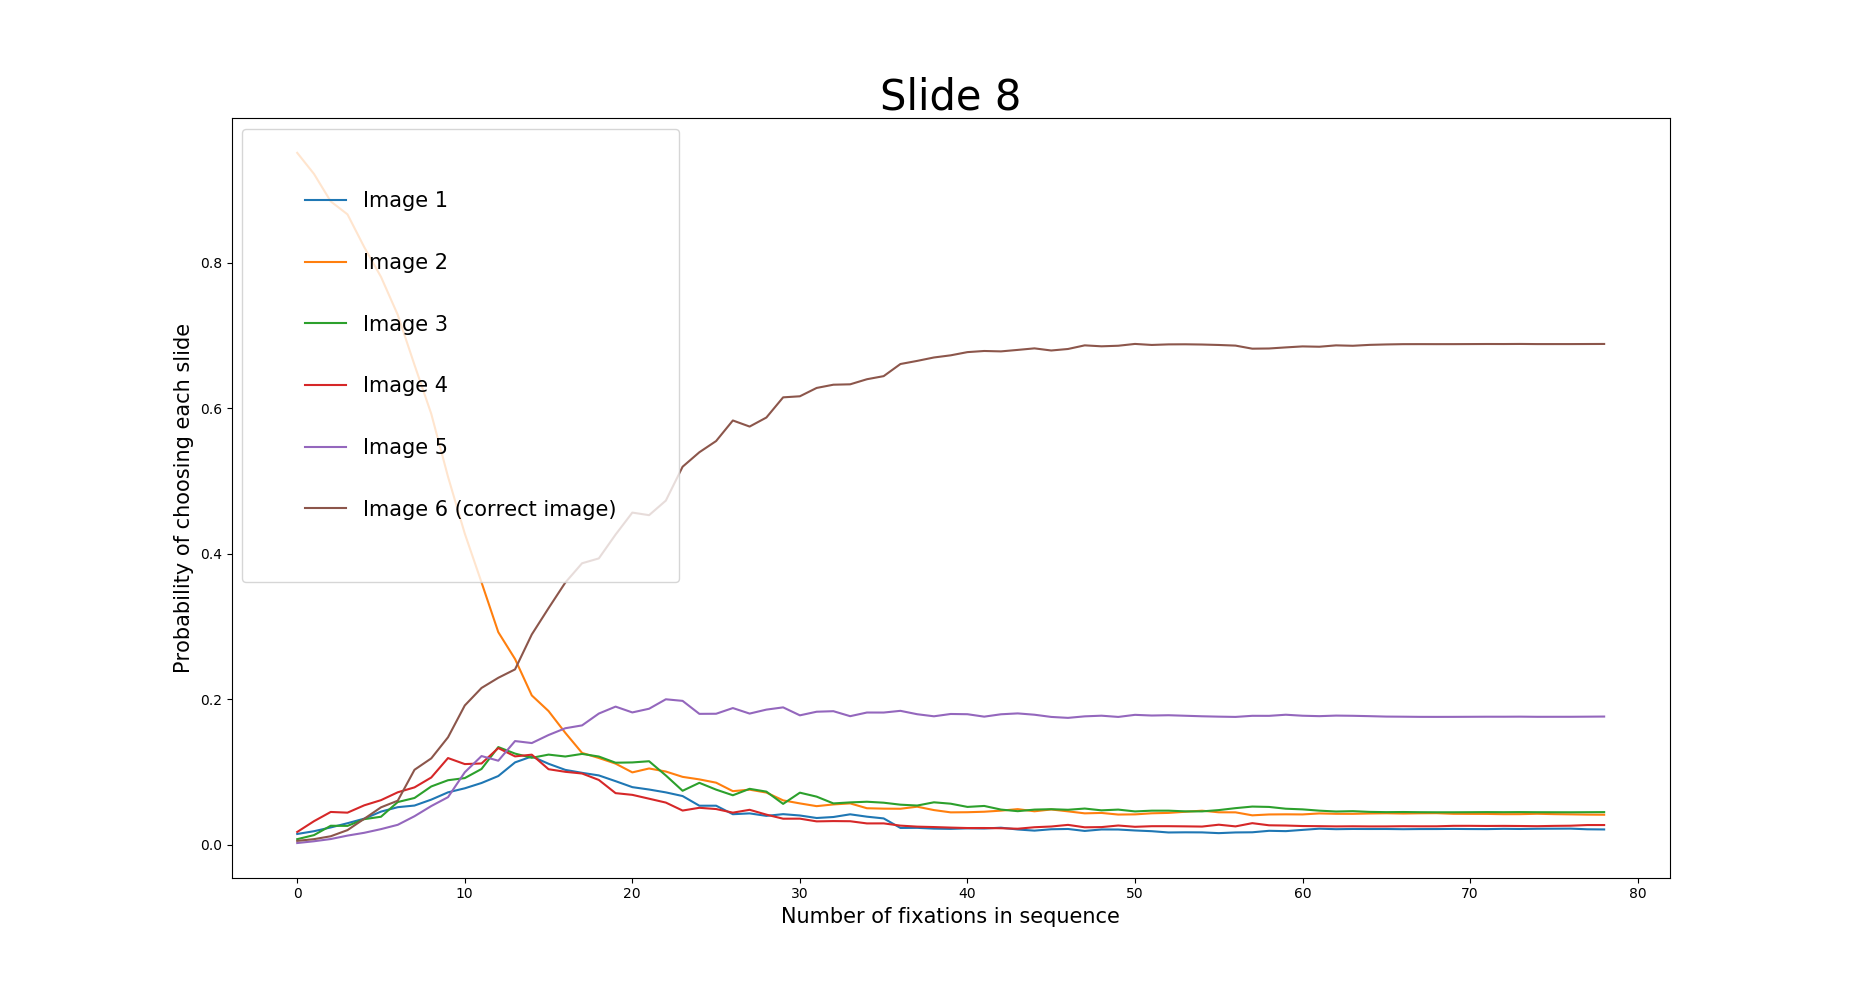 Slide 8
Image 1
Image 2
Image 3
Image 4
Image 5
Image 6 (correct image)
Probability of choosing each slide
0.8
0.6
0.4
0.2
0.0
0 10 20 30 40 50 60 70 80
Number of fixations in sequence